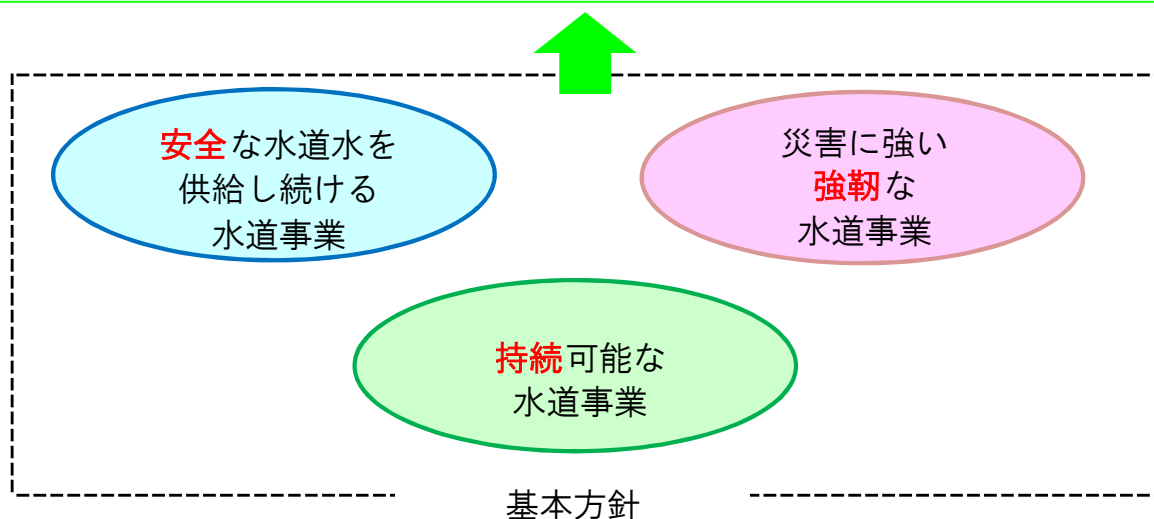 安全な水道水を
供給し続ける
水道事業
災害に強い
強靭な
水道事業
持続可能な
水道事業
基本方針